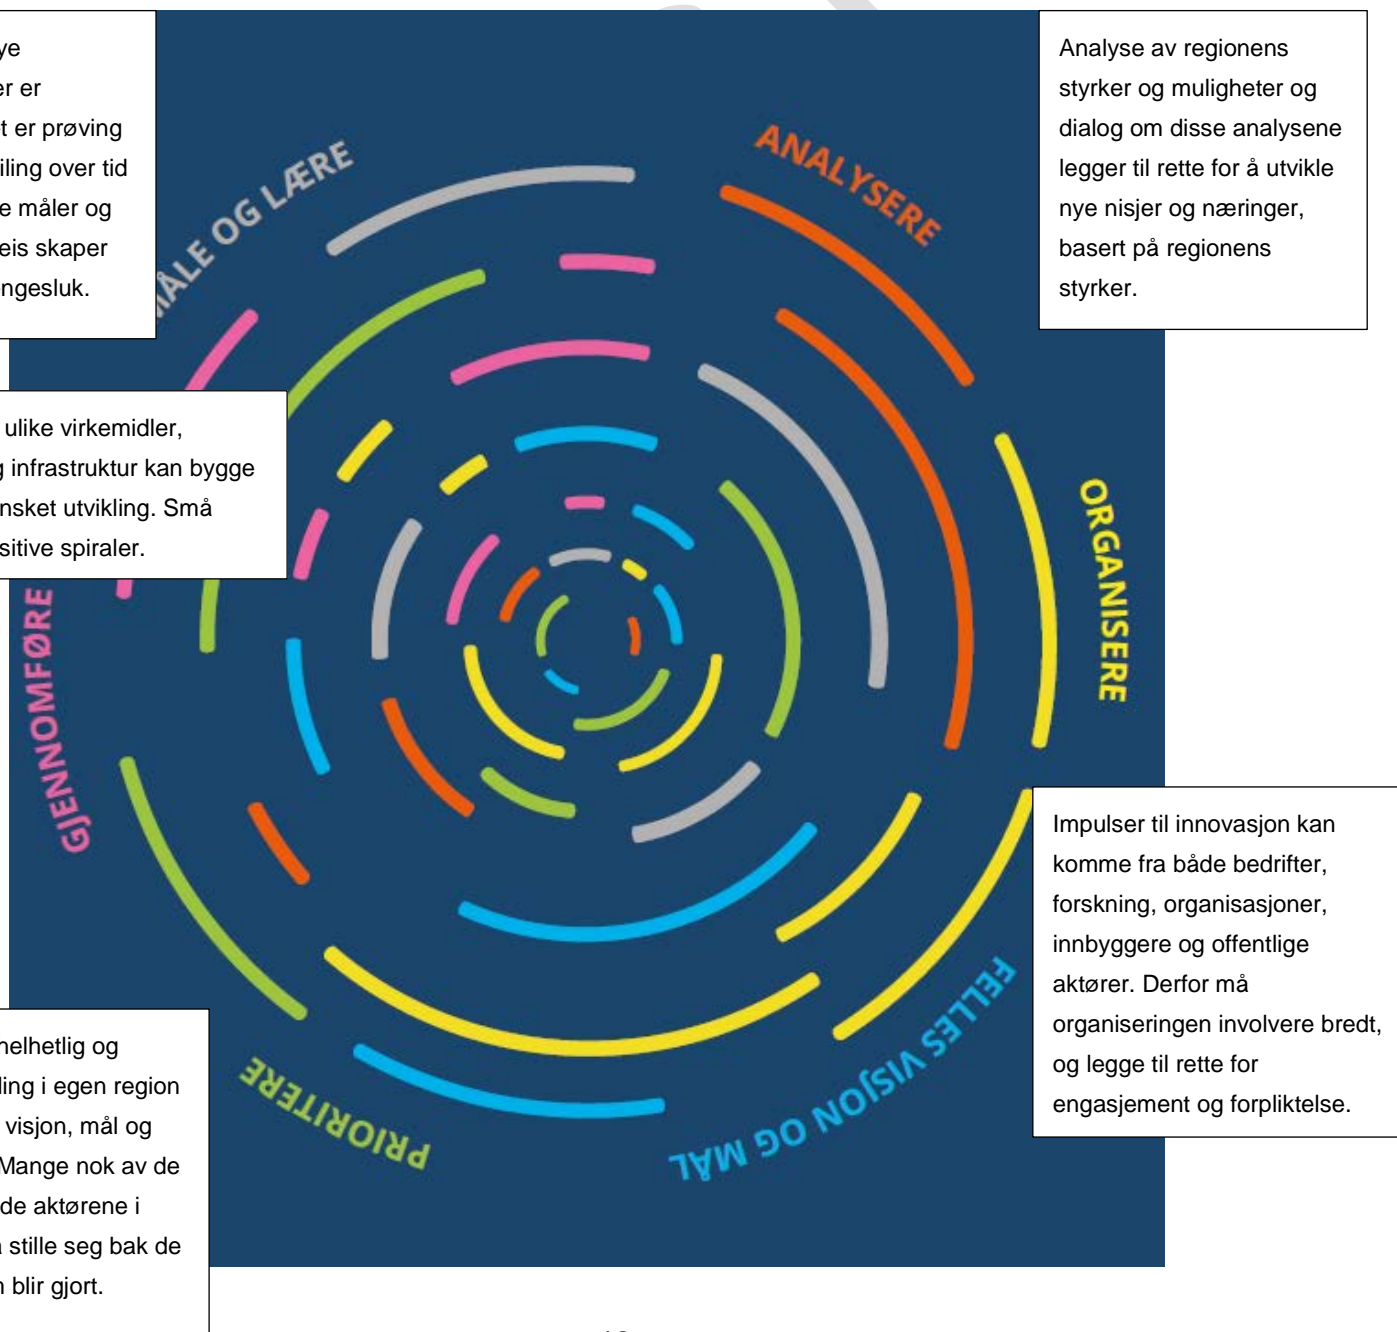 ye
er er
t er prøving
iling over tid
e måler og
eis skaper
engesluk.
MÅLE OG LÆRE
ANALYSERE
Analyse av regionens
styrker og muligheter og
dialog om disse analysene
legger til rette for å utvikle
nye nisjer og næringer,
basert på regionens
styrker.
ulike virkemidler,
g infrastruktur kan bygge
nsket utvikling. Små
sitive spiraler.
ORGANISERE
GJENNOMFØRE
Impulser til innovasjon kan
komme fra både bedrifter,
forskning, organisasjoner,
innbyggere og offentlige
aktører. Derfor må
organiseringen involvere bredt,
og legge til rette for
engasjement og forpliktelse.
FELLES VISJON OG MÅL
PRIORITERE
helhetlig og
ling i egen region
visjon, mål og
Mange nok av de
de aktørene i
stille seg bak de
blir gjort.